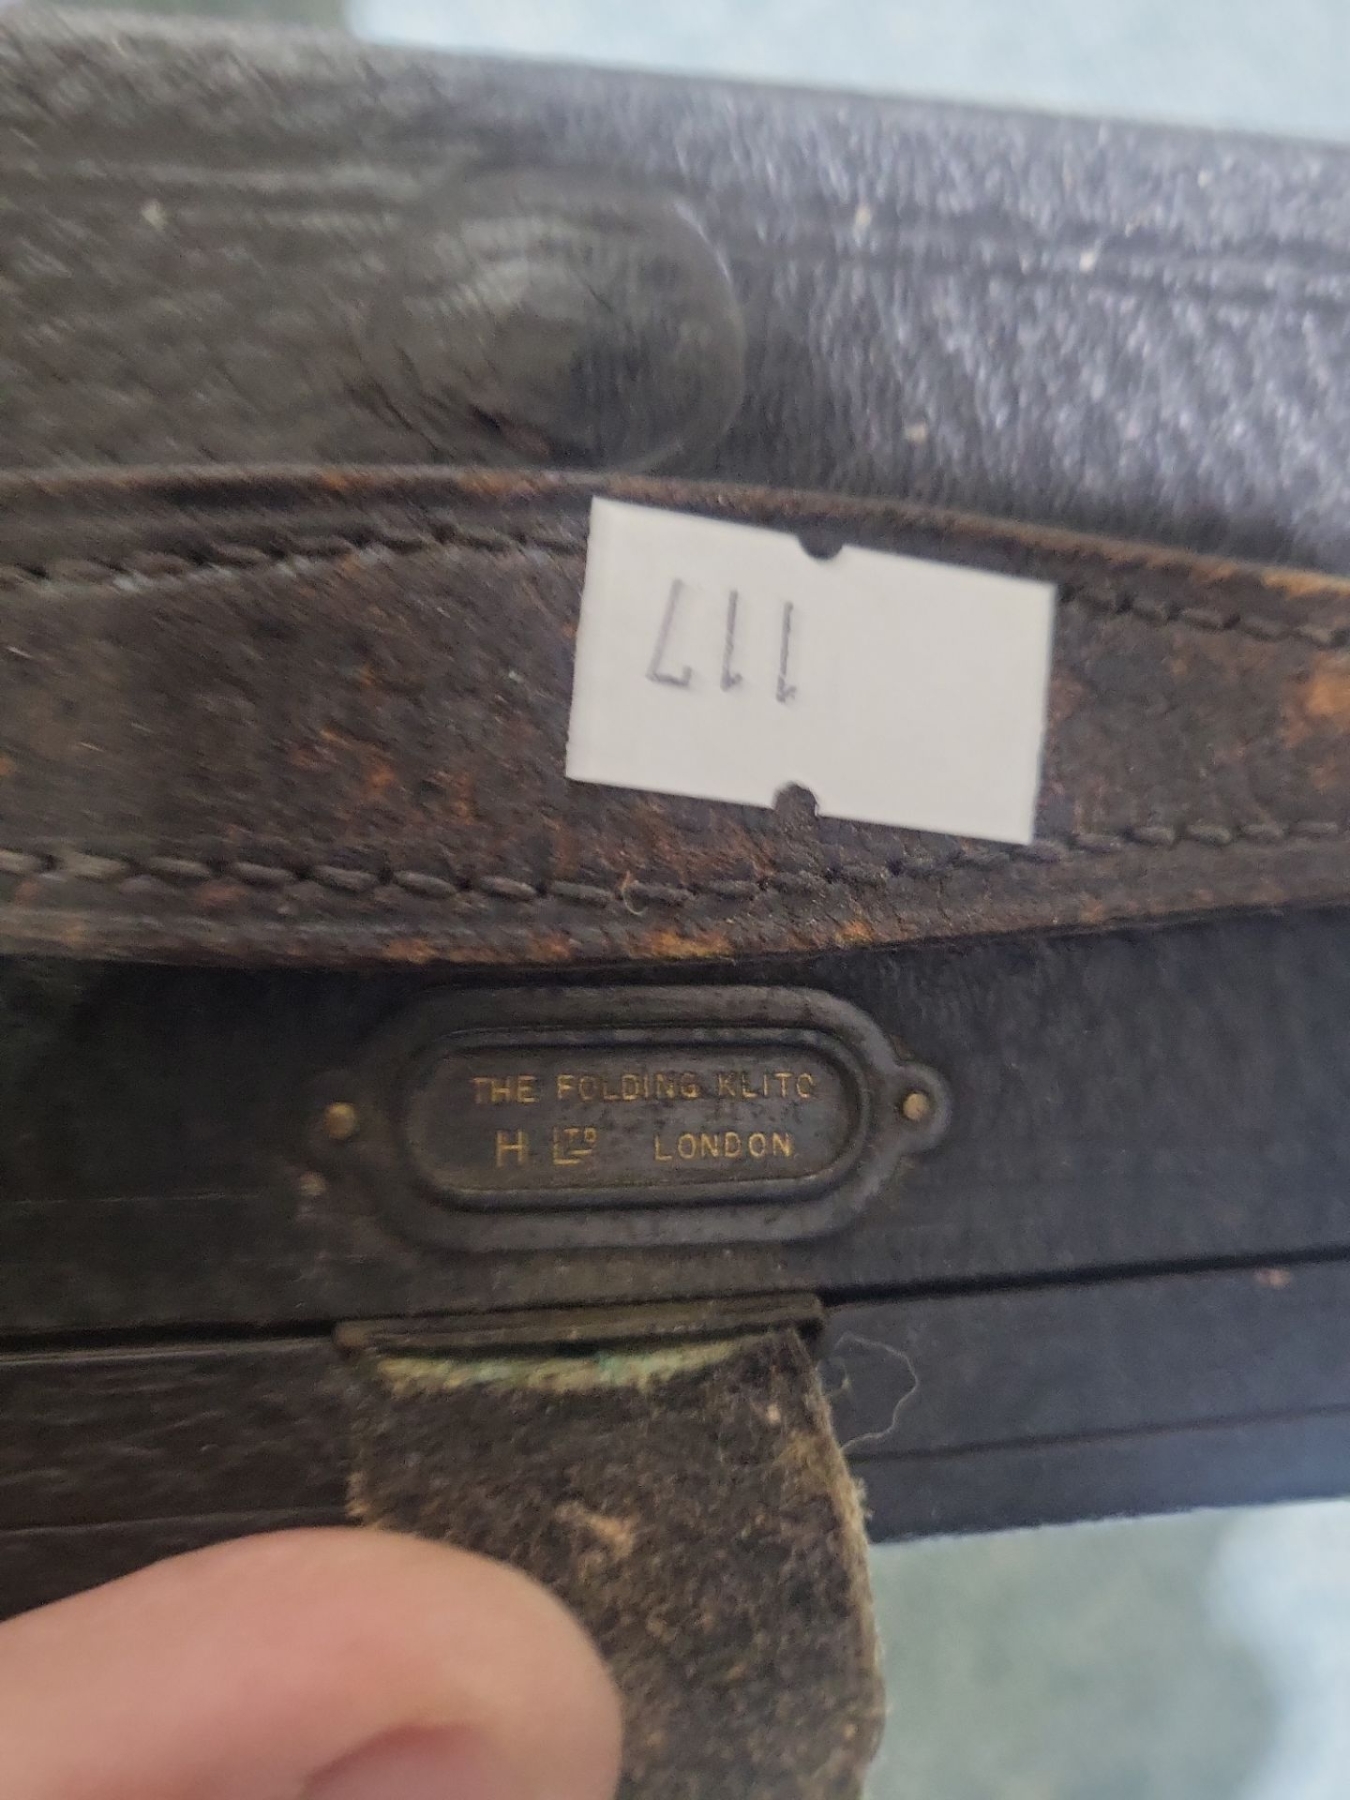 117
THE FOLDING KLITO
H. LTD LONDON.